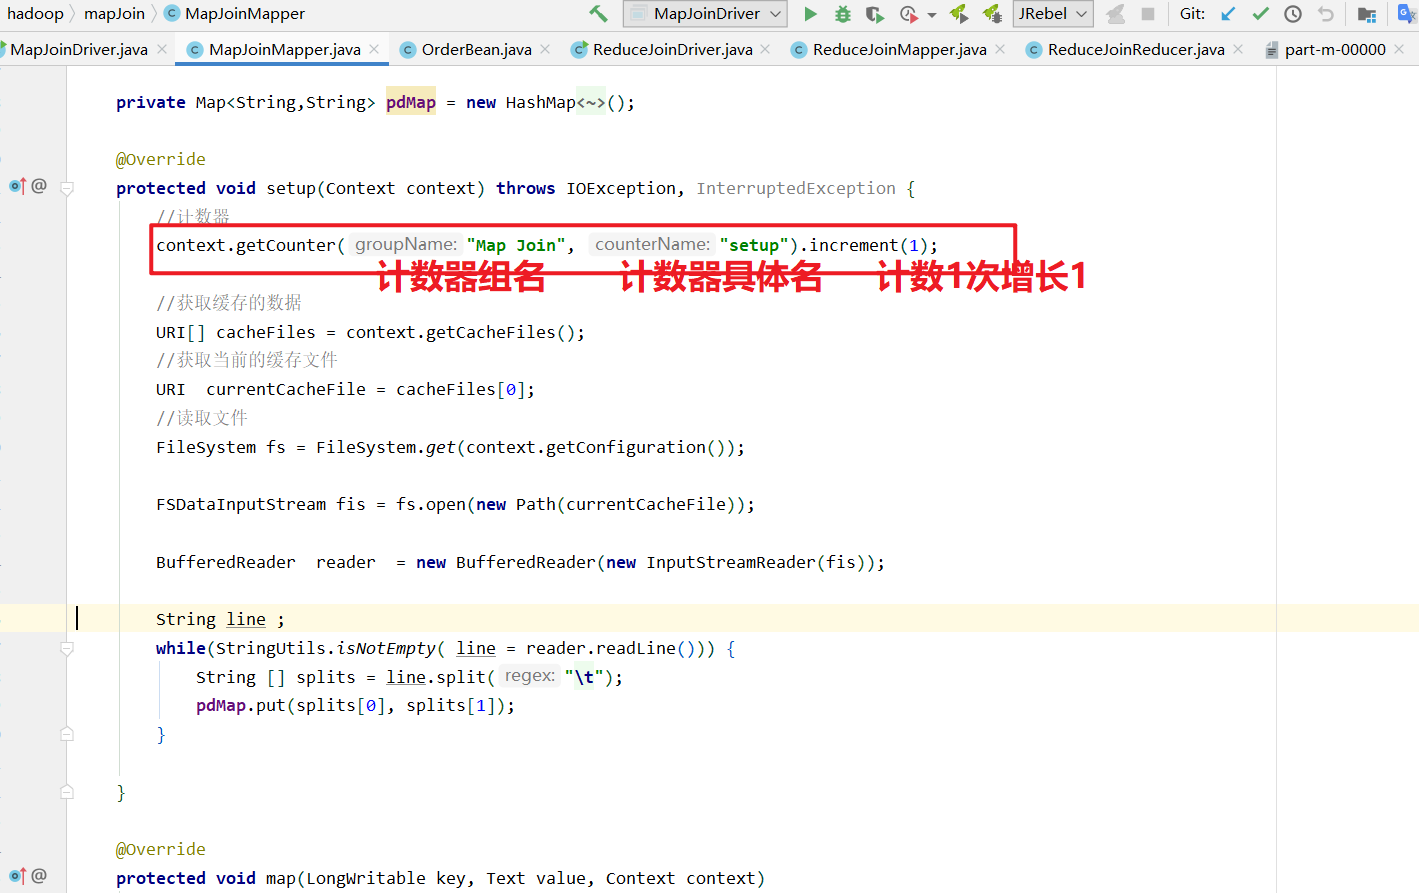 hadoop mapJoin MapJoinMapper MapJoinDriver JRebel Git:
MapJoinDriver.java MapJoinMapper.java OrderBean.java ReduceJoinDriver.java ReduceJoinMapper.java ReduceJoinReducer.java part-m-00000
private Map<String,String> pdMap = new HashMap<~>();
@Override
@ protected void setup(Context context) throws IOException, InterruptedException {
//计数器
context.getCounter( groupName: "Map Join", counterName: "setup").increment(1);
计数器组名 计数器具体名 计数1次增长1
//获取缓存的数据
URI[] cacheFiles = context.getCacheFiles();
//获取当前的缓存文件
URI  currentCacheFile = cacheFiles[0];
//读取文件
FileSystem fs = FileSystem.get(context.getConfiguration());
FSDataInputStream fis = fs.open(new Path(currentCacheFile));
BufferedReader  reader  = new BufferedReader(new InputStreamReader(fis));
String line ;
while(StringUtils.isNotEmpty( line = reader.readLine())) {
String [] splits = line.split( regex: "\t");
pdMap.put(splits[0], splits[1]);
}
}
@Override
@ protected void map(LongWritable key, Text value, Context context)